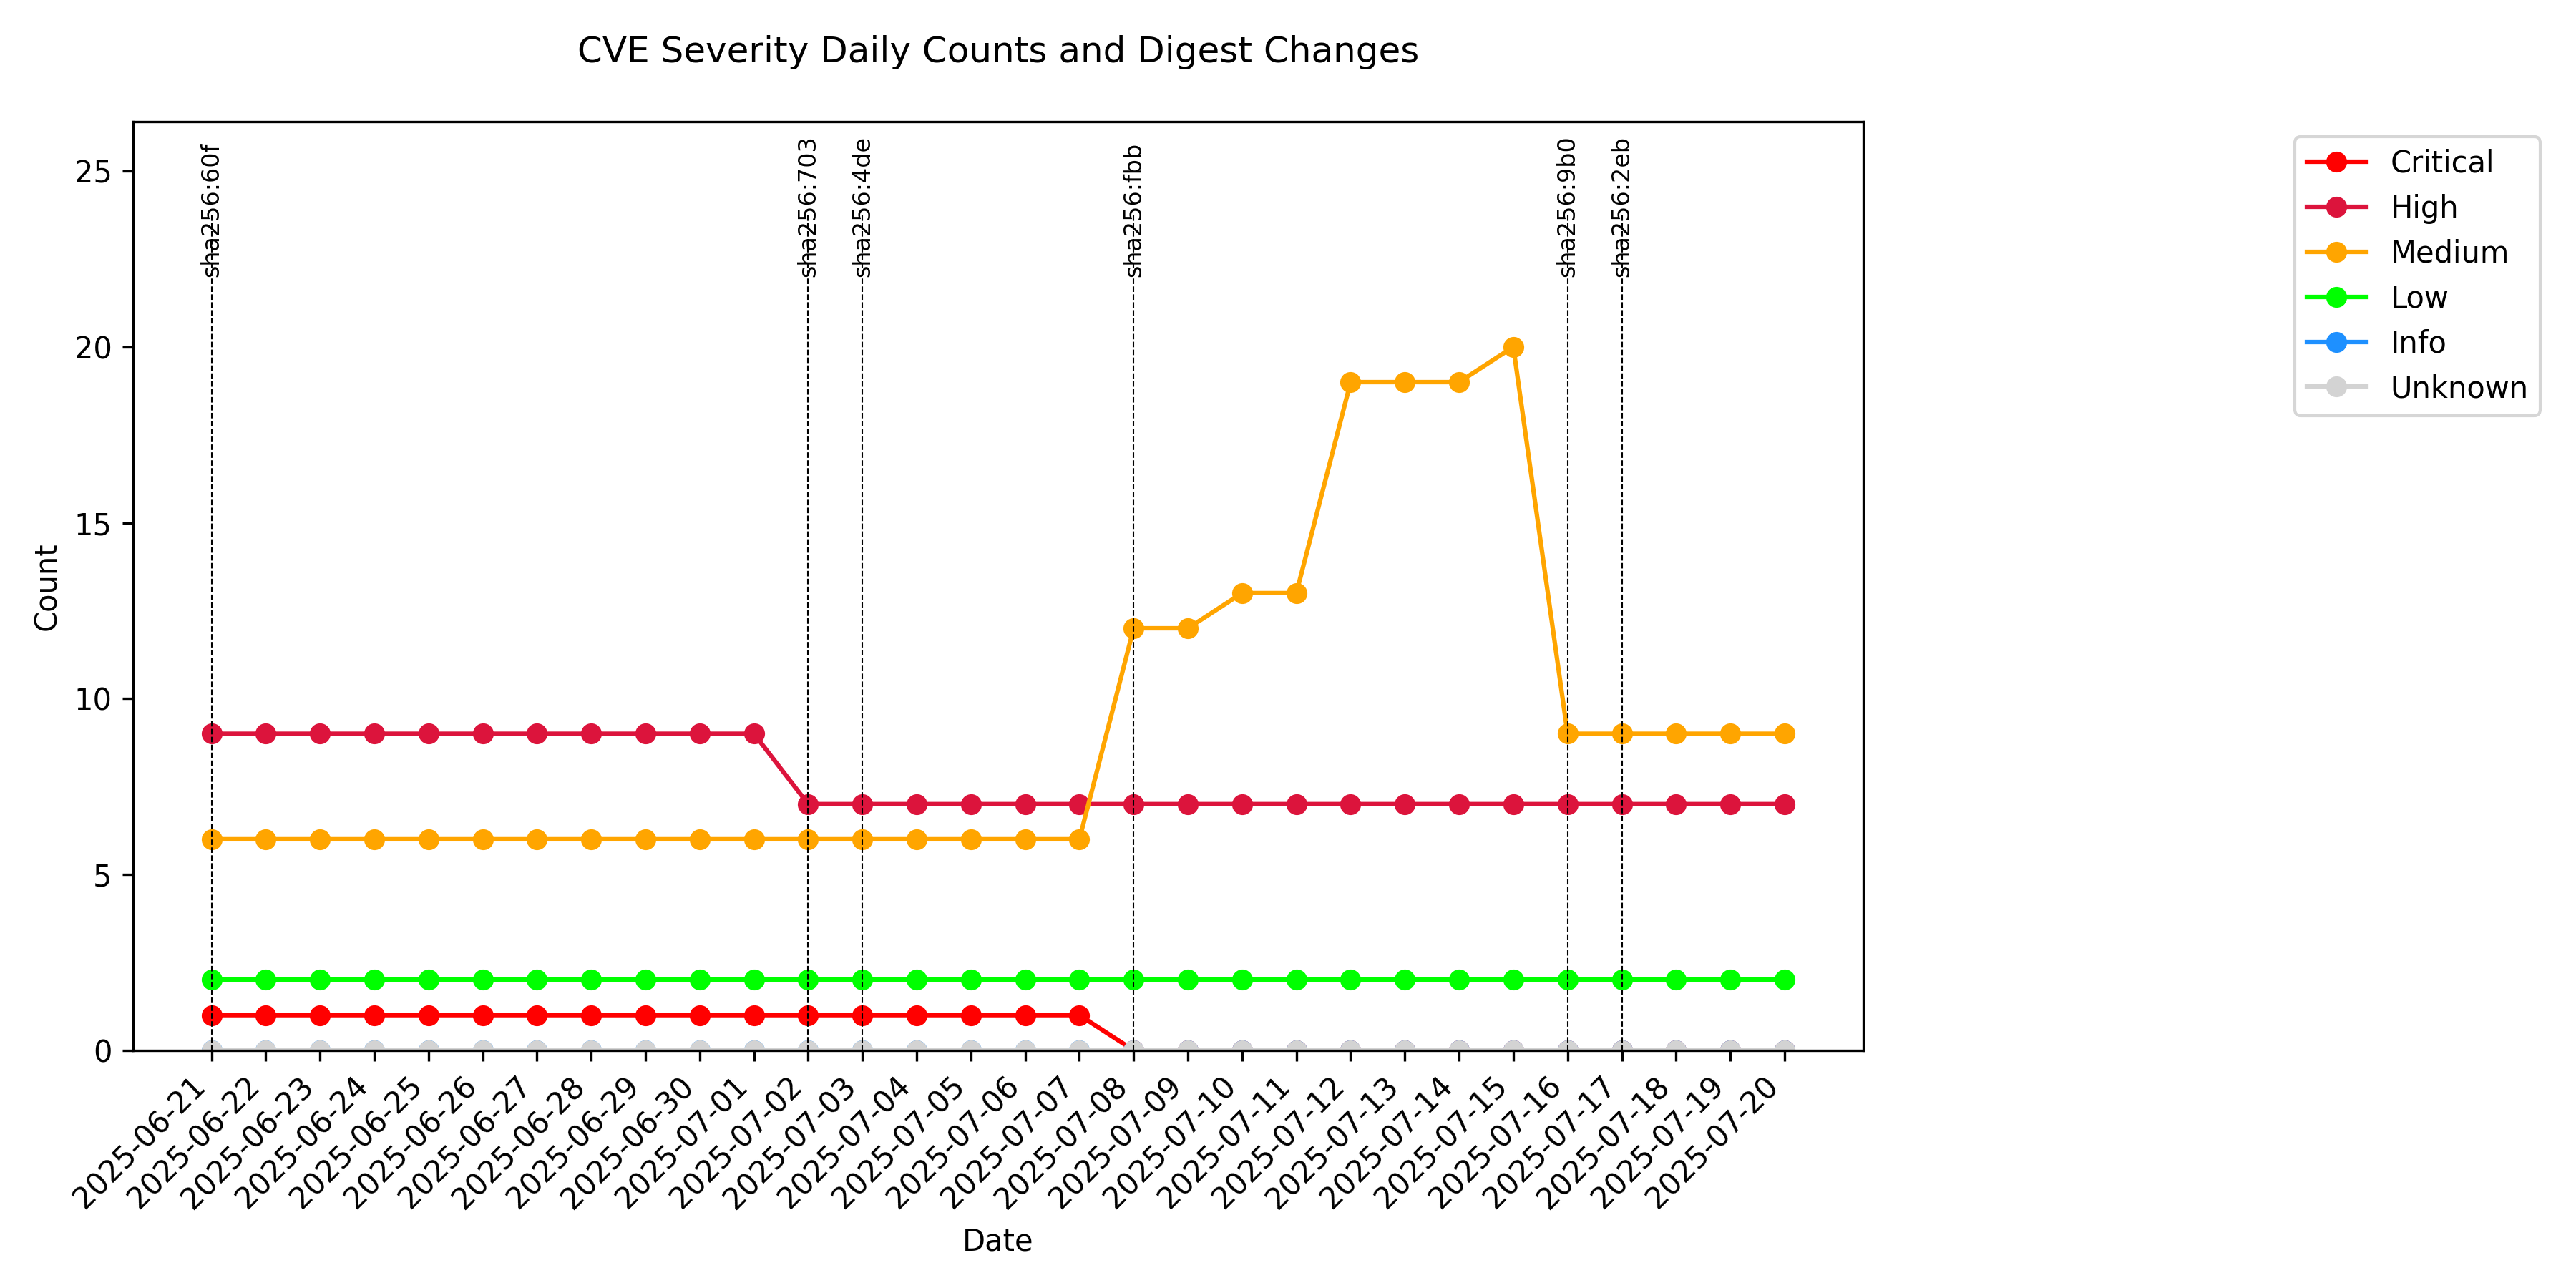 CVE Severity Daily Counts and Digest Changes
sha256:60f
sha256:703
sha256:4de
sha256:fbb
sha256:9b0
sha256:2eb
Critical
High
Medium
Low
Info
Unknown
25
20
15
10
5
0
Count
2025-06-21
2025-06-22
2025-06-23
2025-06-24
2025-06-25
2025-06-26
2025-06-27
2025-06-28
2025-06-29
2025-06-30
2025-07-01
2025-07-02
2025-07-03
2025-07-04
2025-07-05
2025-07-06
2025-07-07
2025-07-08
2025-07-09
2025-07-10
2025-07-11
2025-07-12
2025-07-13
2025-07-14
2025-07-15
2025-07-16
2025-07-17
2025-07-18
2025-07-19
2025-07-20
Date